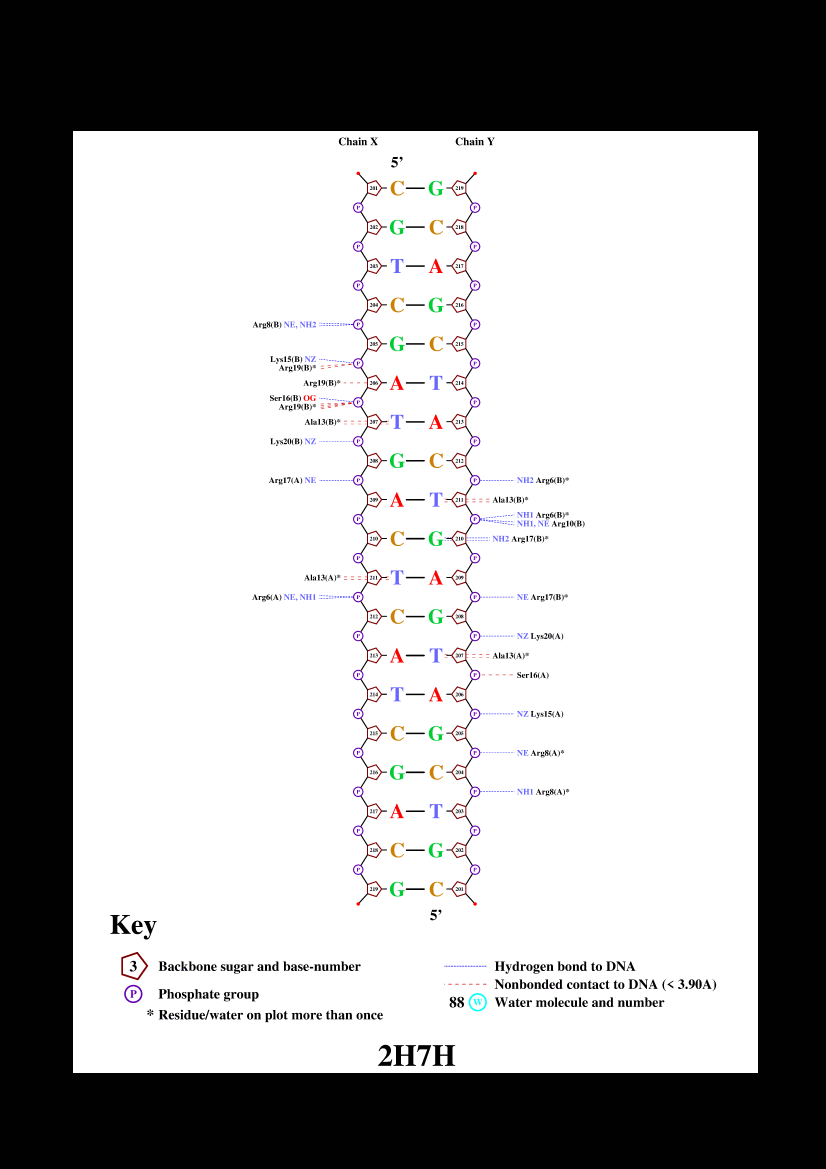 Chain X Chain Y
5’
201 C G 219
P P
202 G C 218
P P
203 T A 217
P P
204 C G 216
Arg8(B) NE, NH2 P P
205 G C 215
Lys15(B) NZ P P
Arg19(B)*
Arg19(B)* 206 A T 214
Ser16(B) OG P P
Arg19(B)*
Ala13(B)* 207 T A 213
Lys20(B) NZ P P
208 G C 212
Arg17(A) NE P P NH2 Arg6(B)*
209 A T 211 Ala13(B)*
P P NH1 Arg6(B)*
NH1, NE Arg10(B)
210 C G 210 NH2 Arg17(B)*
P P
Ala13(A)* 211 T A 209
Arg6(A) NE, NH1 P P NE Arg17(B)*
212 C G 208
P P NZ Lys20(A)
213 A T 207 Ala13(A)*
P P Ser16(A)
214 T A 206
P P NZ Lys15(A)
215 C G 205
P P NE Arg8(A)*
216 G C 204
P P NH1 Arg8(A)*
217 A T 203
P P
218 C G 202
P P
219 G C 201
5’
Key
3 Backbone sugar and base-number
P Phosphate group
* Residue/water on plot more than once
Hydrogen bond to DNA
Nonbonded contact to DNA (< 3.90A)
88 W Water molecule and number
2H7H